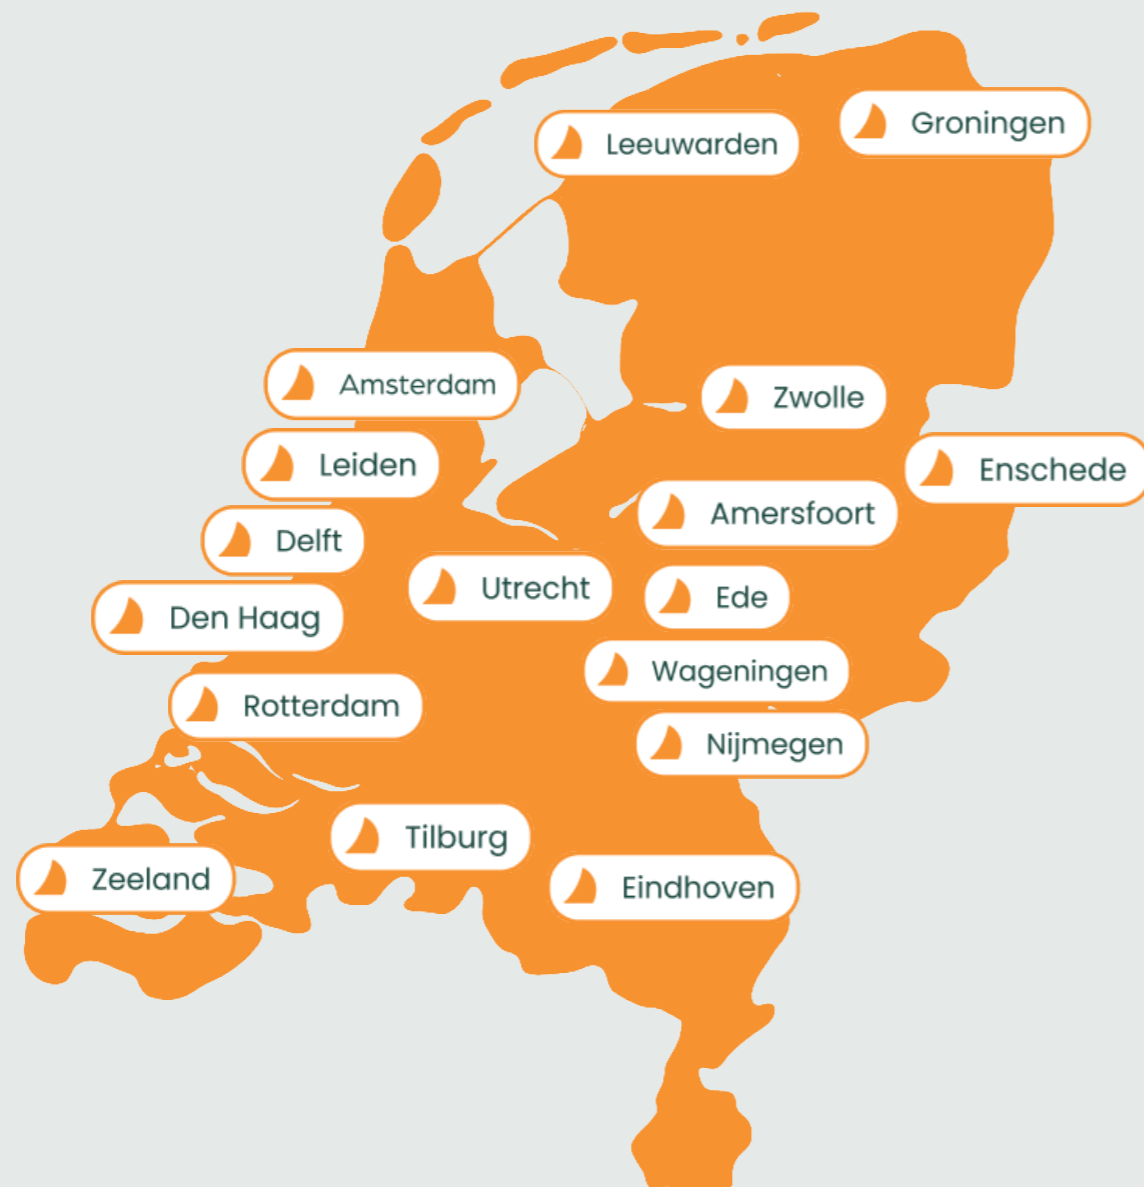 Groningen
Leeuwarden
Amsterdam
Zwolle
Leiden
Enschede
Amersfoort
Delft
Utrecht
Ede
Den Haag
Wageningen
Rotterdam
Nijmegen
Tilburg
Zeeland
Eindhoven